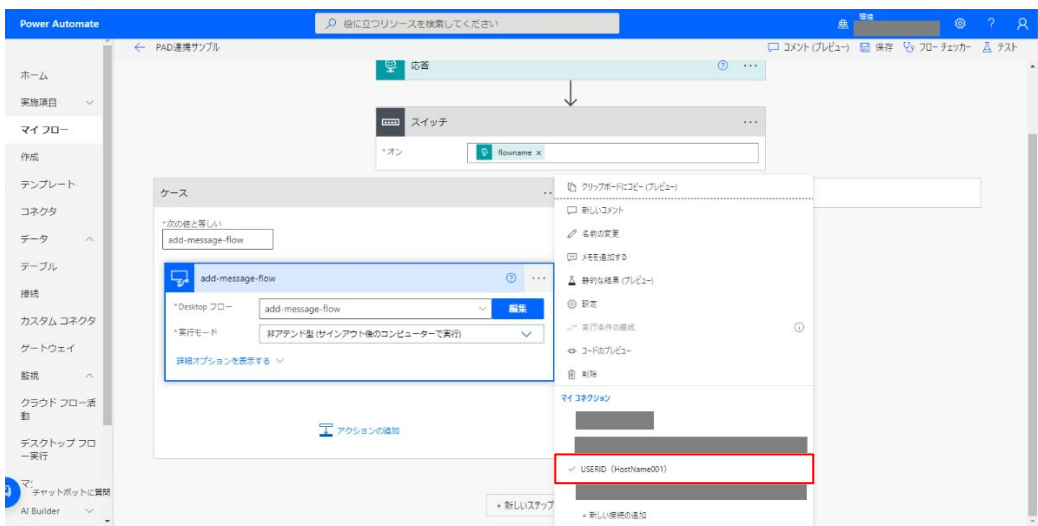 Power Automate
役に立つリソースを検索してください
環境
← PAD連携サンプル
コメント (プレビュー)
保存
フロー チェッカー
テスト
ホーム
実施項目
マイ フロー
作成
テンプレート
コネクタ
データ
テーブル
接続
カスタム コネクタ
ゲートウェイ
監視
クラウド フロー活
動
デスクトップ フロ
ー実行
チャットボットに質問
AI Builder
応答
スイッチ
*オン
flowname x
ケース
*次の値と等しい
add-message-flow
add-message-flow
*Desktop フロー
add-message-flow
編集
*実行モード
非アテンド型 (サインアウト後のコンピューターで実行)
詳細オプションを表示する
アクションの追加
+ 新しいステップ
クリップボードにコピー (プレビュー)
新しいコメント
名前の変更
メモを追加する
静的な結果 (プレビュー)
設定
実行条件の構成
コードのプレビュー
削除
マイ コネクション
USERID（HostName001）
+ 新しい接続の追加